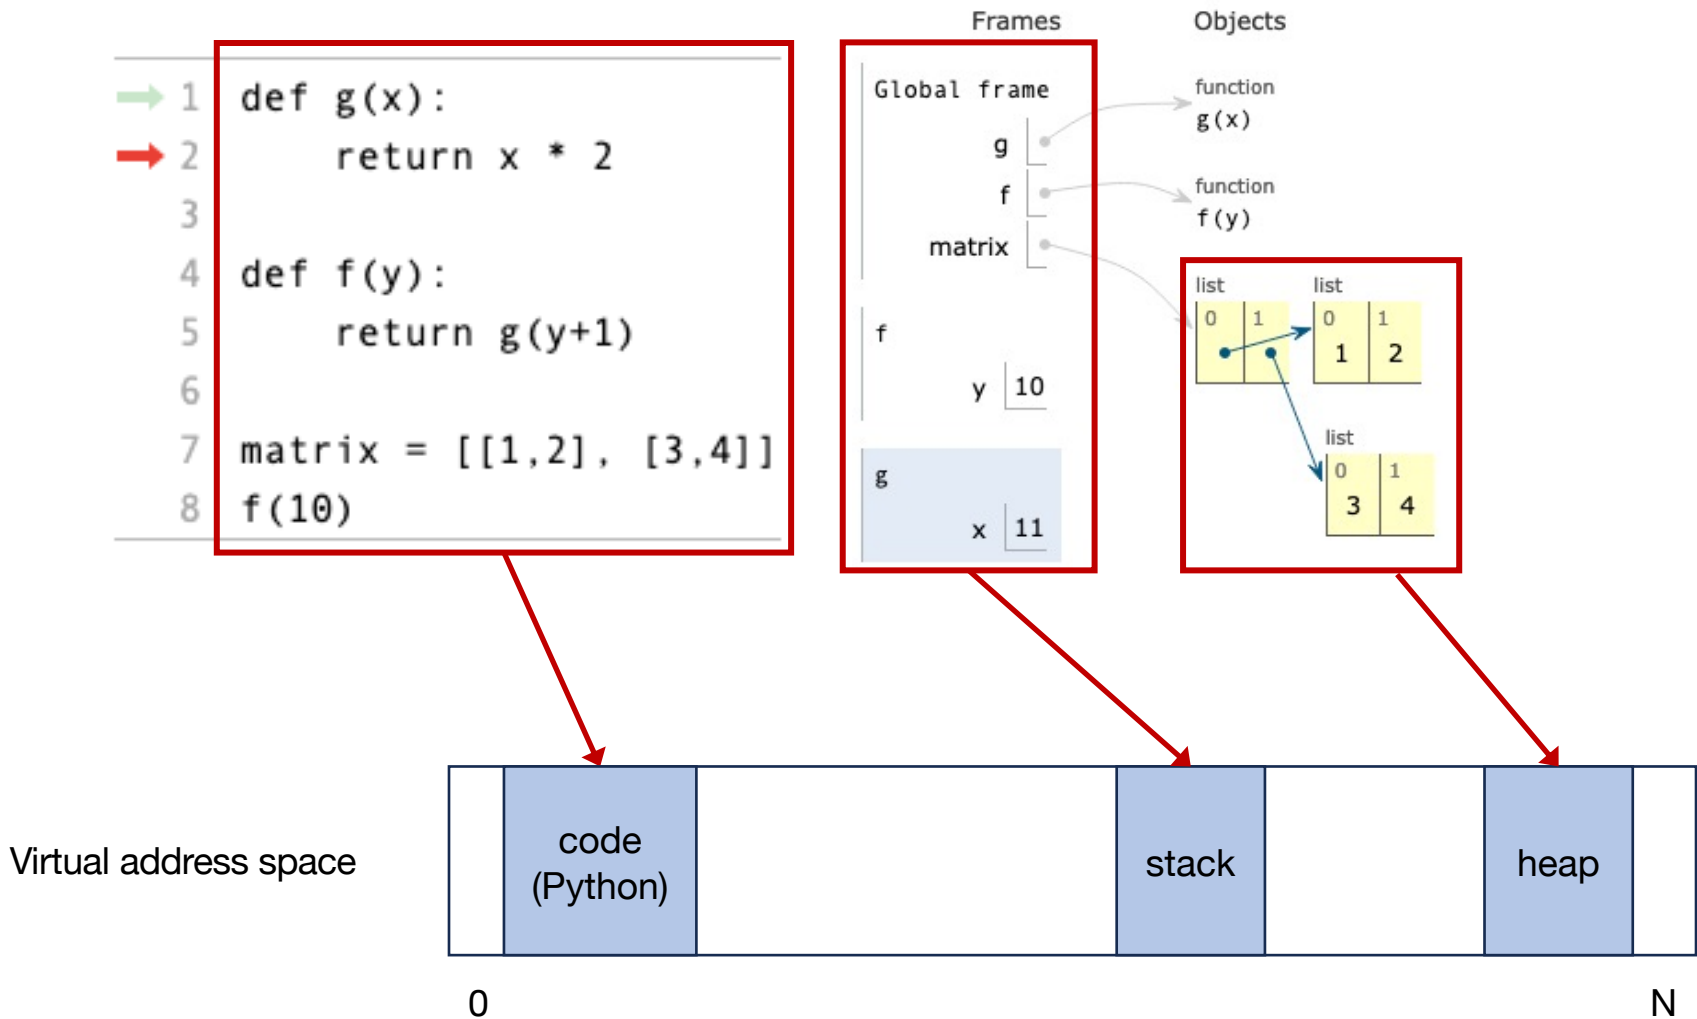 Frames
Objects
1 def g(x):
2 return x * 2
3
4 def f(y):
5 return g(y+1)
6
7 matrix = [[1,2], [3,4]]
8 f(10)
Global frame
g
f
matrix
f
y 10
g
x 11
function
g(x)
function
f(y)
list
0 1
list
0 1
1 2
list
0 1
3 4
Virtual address space
code
(Python)
stack
heap
0
N